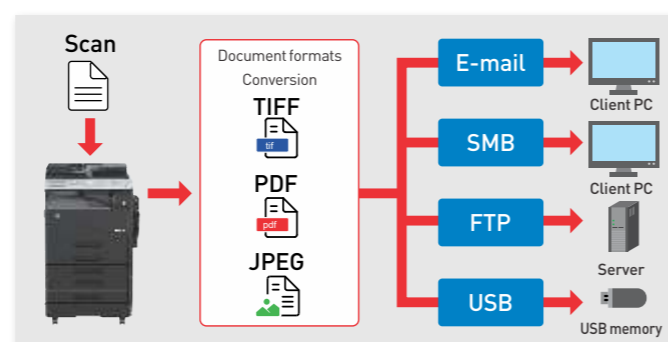 Scan
Document formats
Conversion
TIFF
tif
PDF
pdf
JPEG
E-mail
Client PC
SMB
Client PC
FTP
Server
USB
USB memory